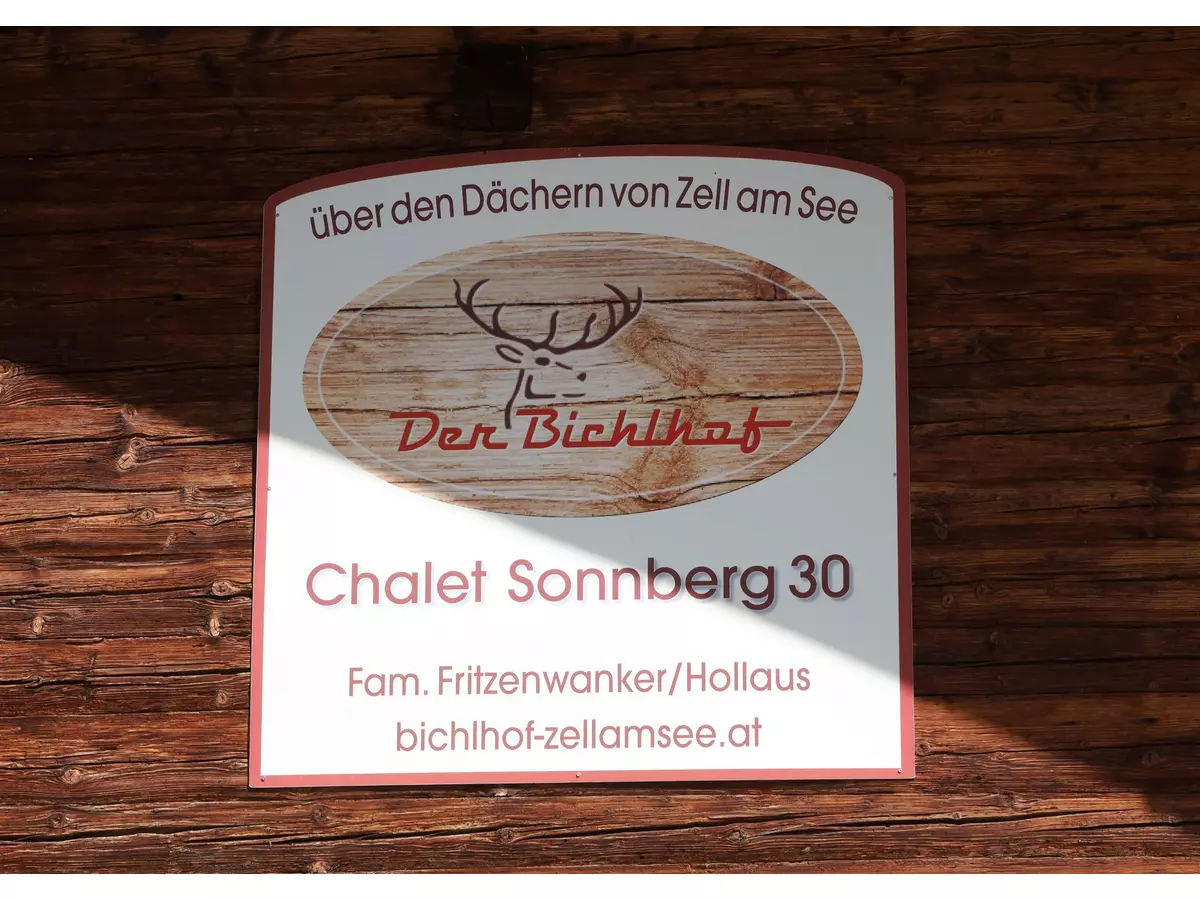 über den Dächern von Zell am See
Der Bichlhof
Chalet Sonnberg 30
Fam. Fritzenwanker/Hollaus
bichlhof-zellamsee.at